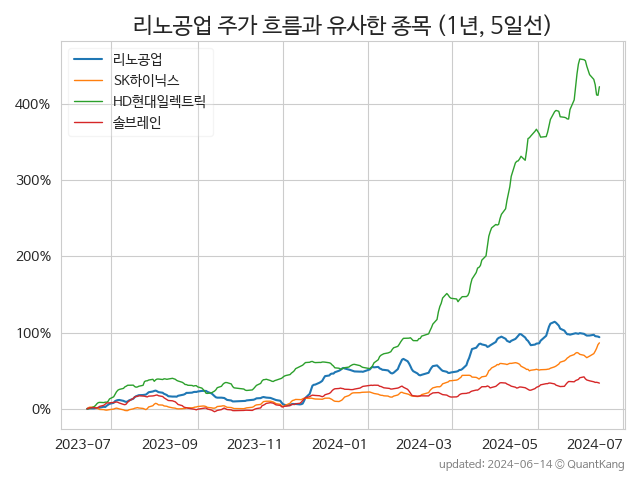 리노공업 주가 흐름과 유사한 종목 (1년, 5일선)
리노공업
SK하이닉스
HD현대일렉트릭
솔브레인
400%
300%
200%
100%
0%
2023-07 2023-09 2023-11 2024-01 2024-03 2024-05 2024-07
updated: 2024-06-14 © QuantKang